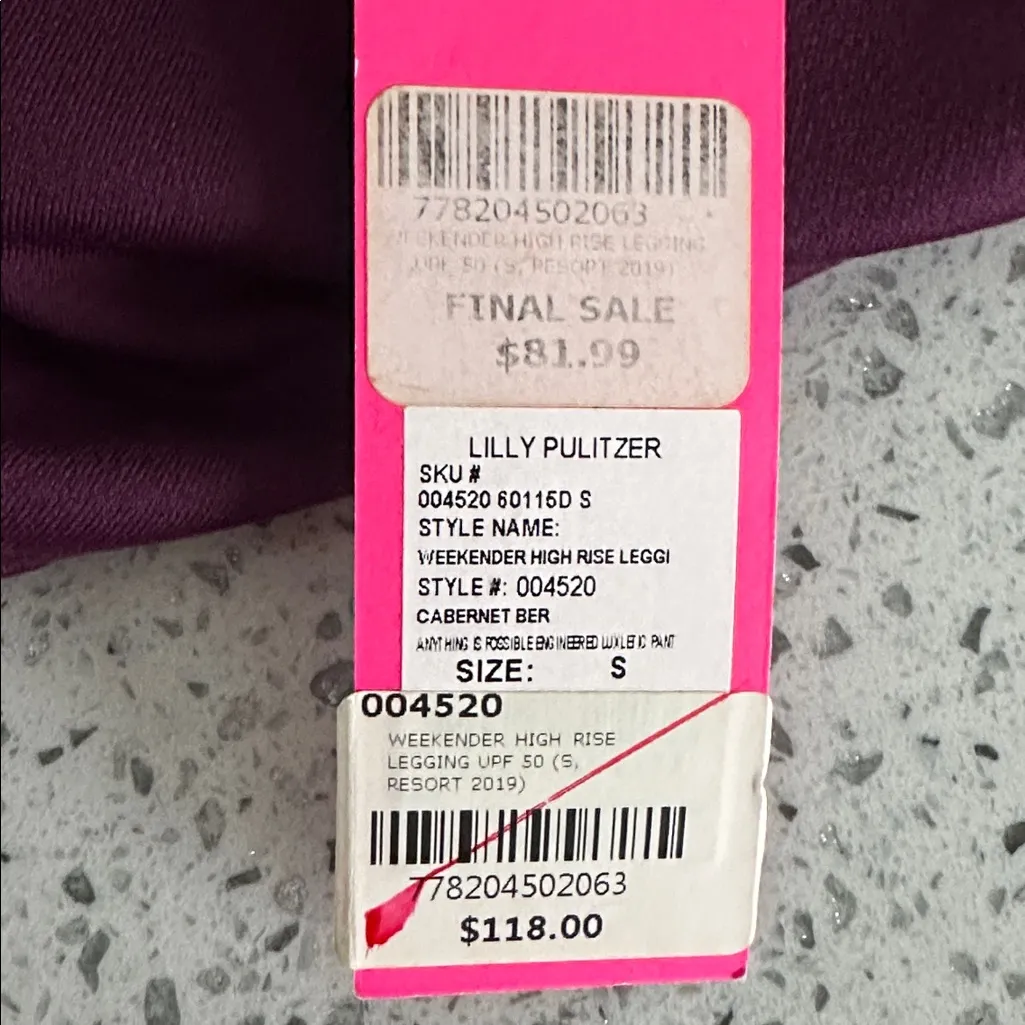 778204502063
WEEKENDER HIGH RISE LEGGING
UPF 50 (S, RESORT 2019)
FINAL SALE
$81.99
LILLY PULITZER
SKU #
004520 60115D S
STYLE NAME:
WEEKENDER HIGH RISE LEGGI
STYLE #: 004520
CABERNET BER
ANYTHING IS POSSIBLE ENGINEERED LUXLETIC PANT
SIZE: S
004520
WEEKENDER HIGH RISE
LEGGING UPF 50 (S,
RESORT 2019)
778204502063
$118.00